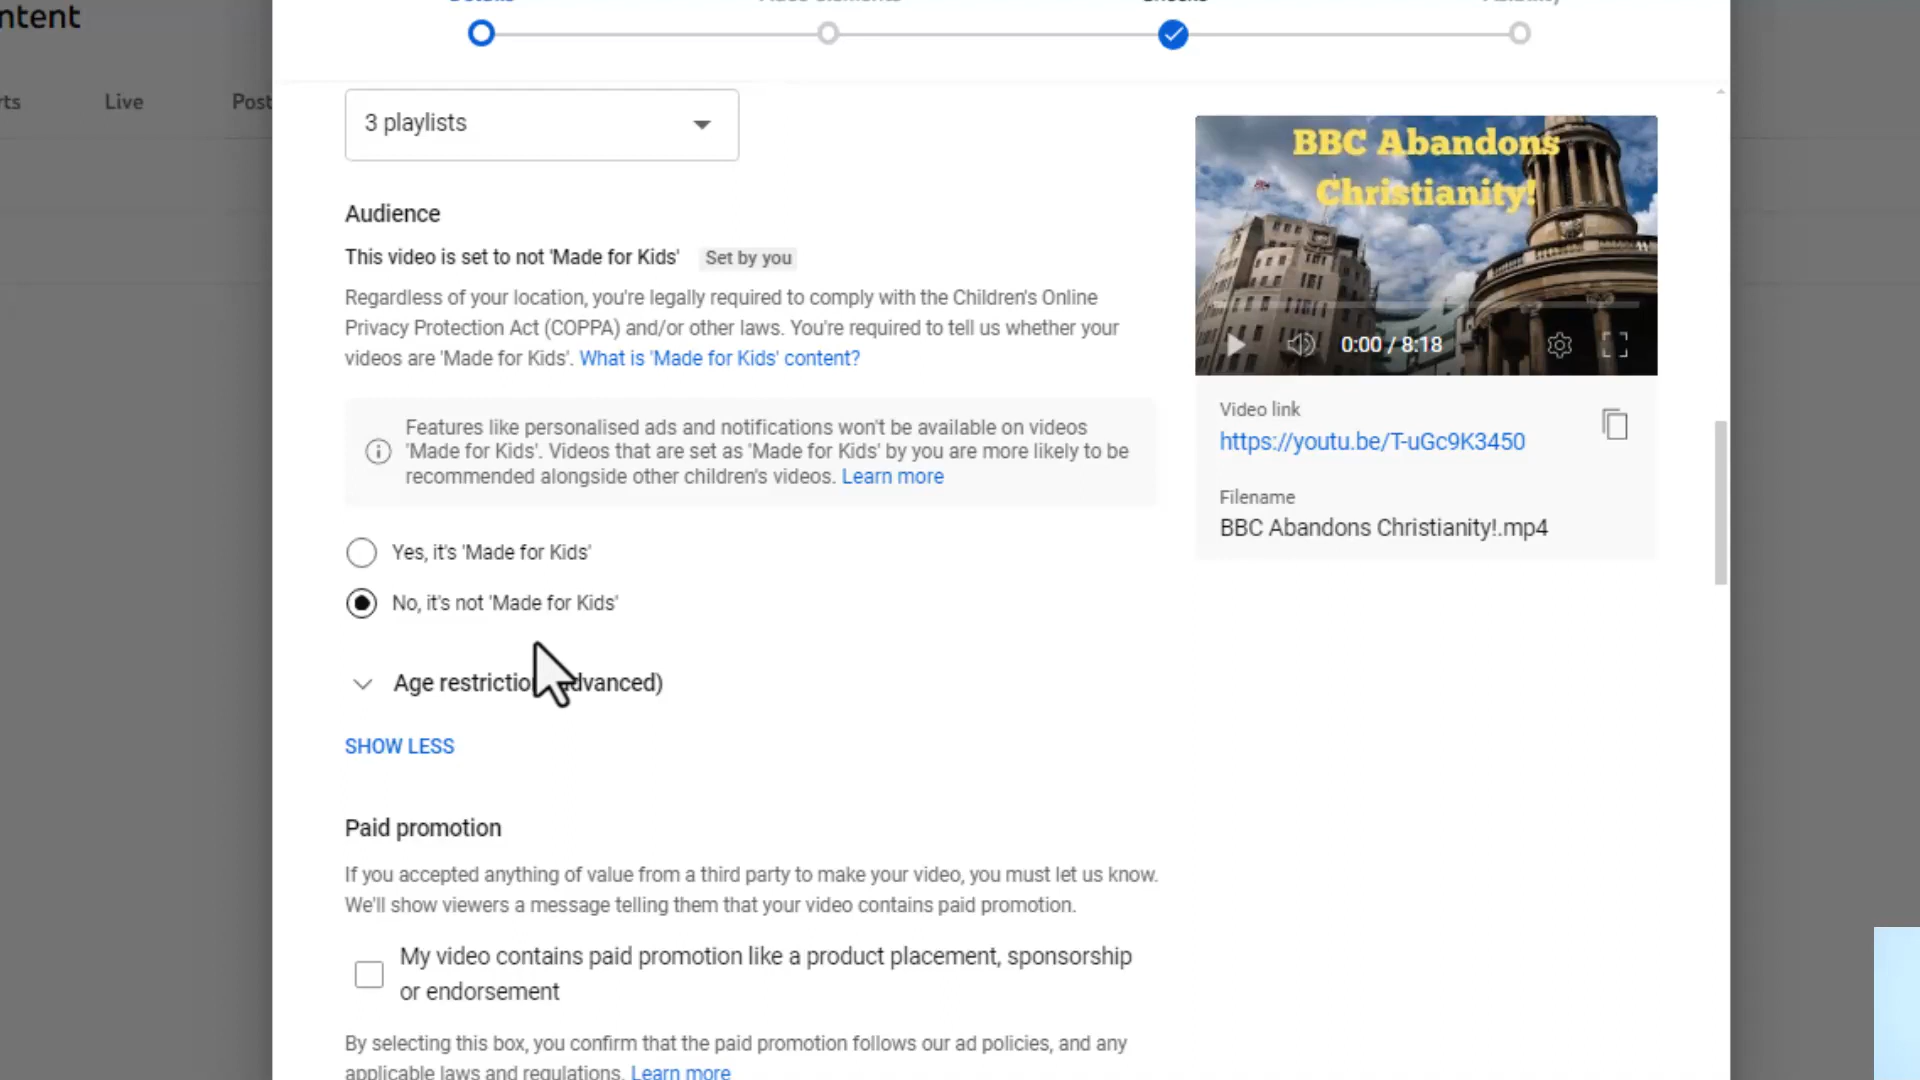 ntent
rts
Live
Post
3 playlists
Audience
This video is set to not 'Made for Kids'
Set by you
Regardless of your location, you're legally required to comply with the Children's Online
Privacy Protection Act (COPPA) and/or other laws. You're required to tell us whether your
videos are 'Made for Kids'. What is 'Made for Kids' content?
Features like personalised ads and notifications won't be available on videos
'Made for Kids'. Videos that are set as 'Made for Kids' by you are more likely to be
recommended alongside other children's videos. Learn more
Yes, it's 'Made for Kids'
No, it's not 'Made for Kids'
Age restriction (advanced)
SHOW LESS
Paid promotion
If you accepted anything of value from a third party to make your video, you must let us know.
We'll show viewers a message telling them that your video contains paid promotion.
My video contains paid promotion like a product placement, sponsorship
or endorsement
By selecting this box, you confirm that the paid promotion follows our ad policies, and any
applicable laws and regulations. Learn more
BBC Abandons
Christianity!
0:00 / 8:18
Video link
https://youtu.be/T-uGc9K3450
Filename
BBC Abandons Christianity!.mp4